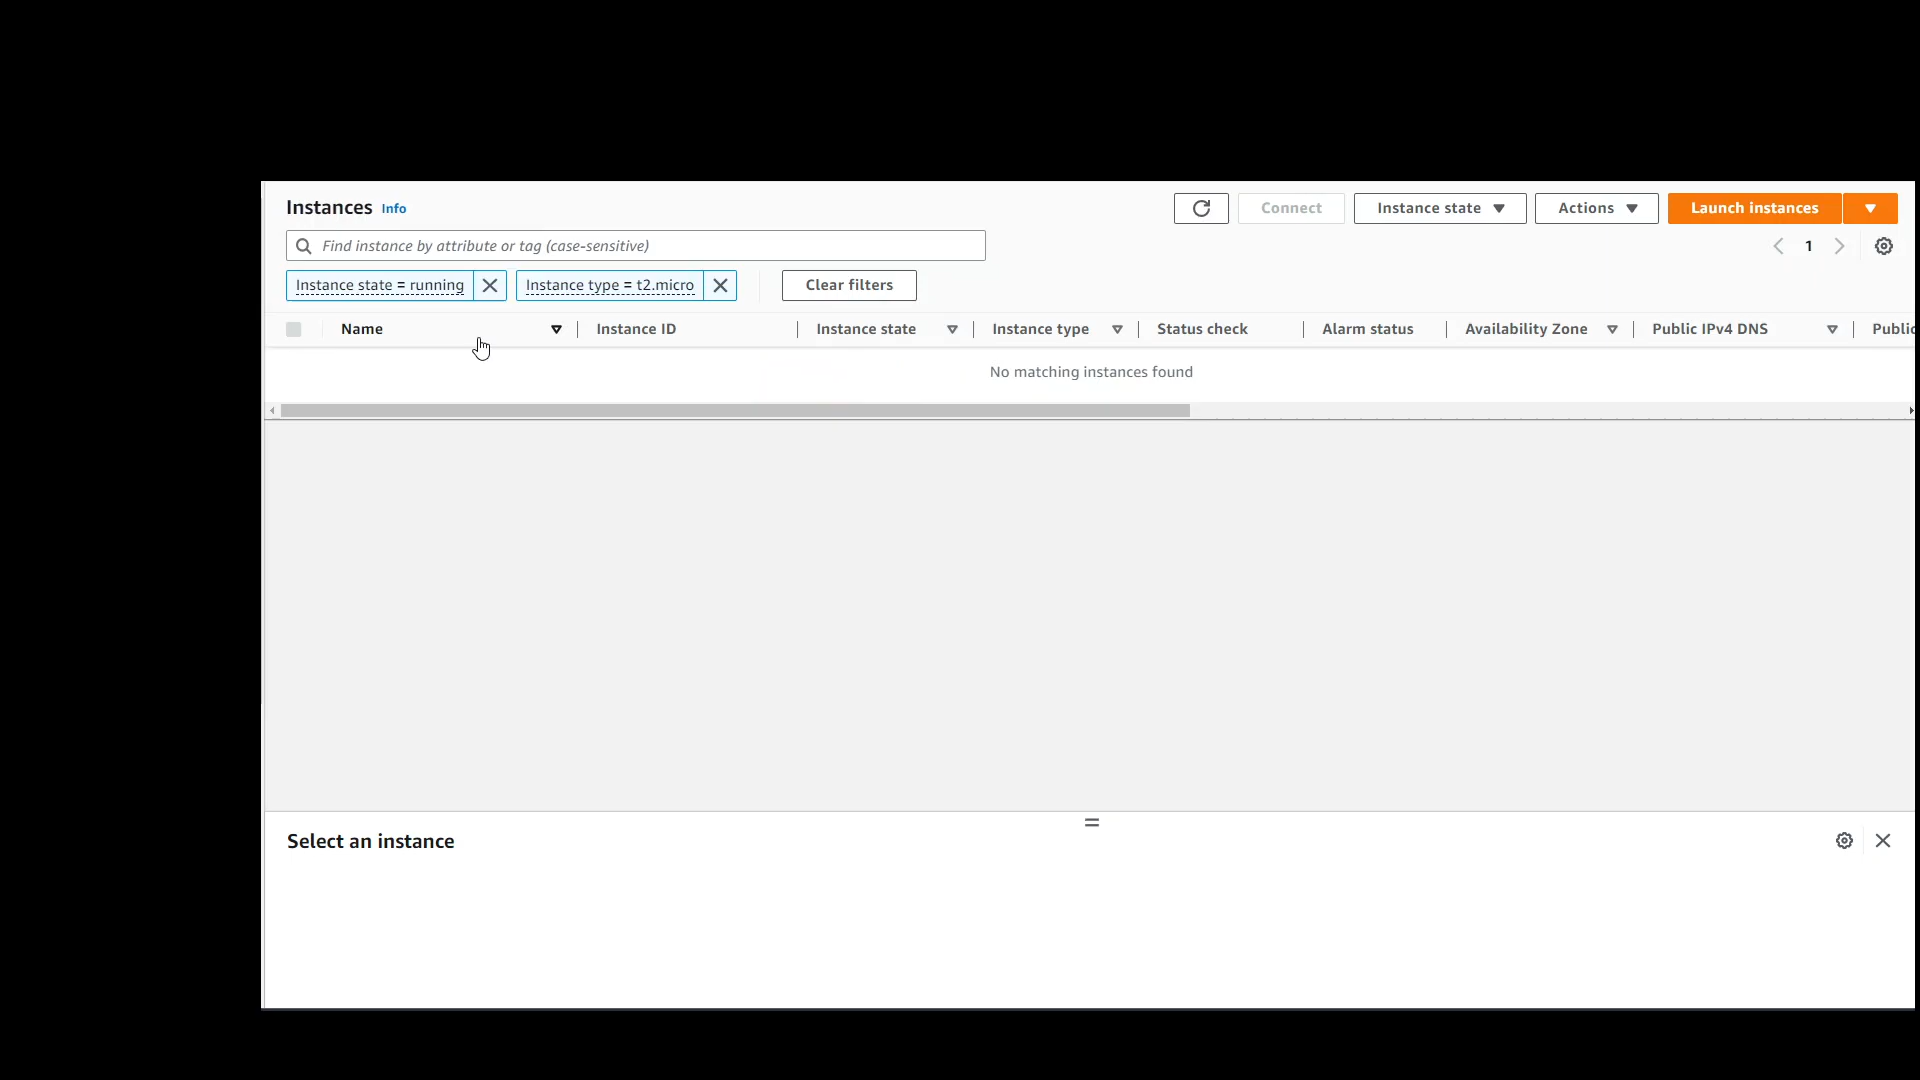 Instances Info
Connect Instance state Actions Launch instances
Find instance by attribute or tag (case-sensitive)
1
Instance state = running Instance type = t2.micro Clear filters
Name Instance ID Instance state Instance type Status check Alarm status Availability Zone Public IPv4 DNS Public
No matching instances found
Select an instance